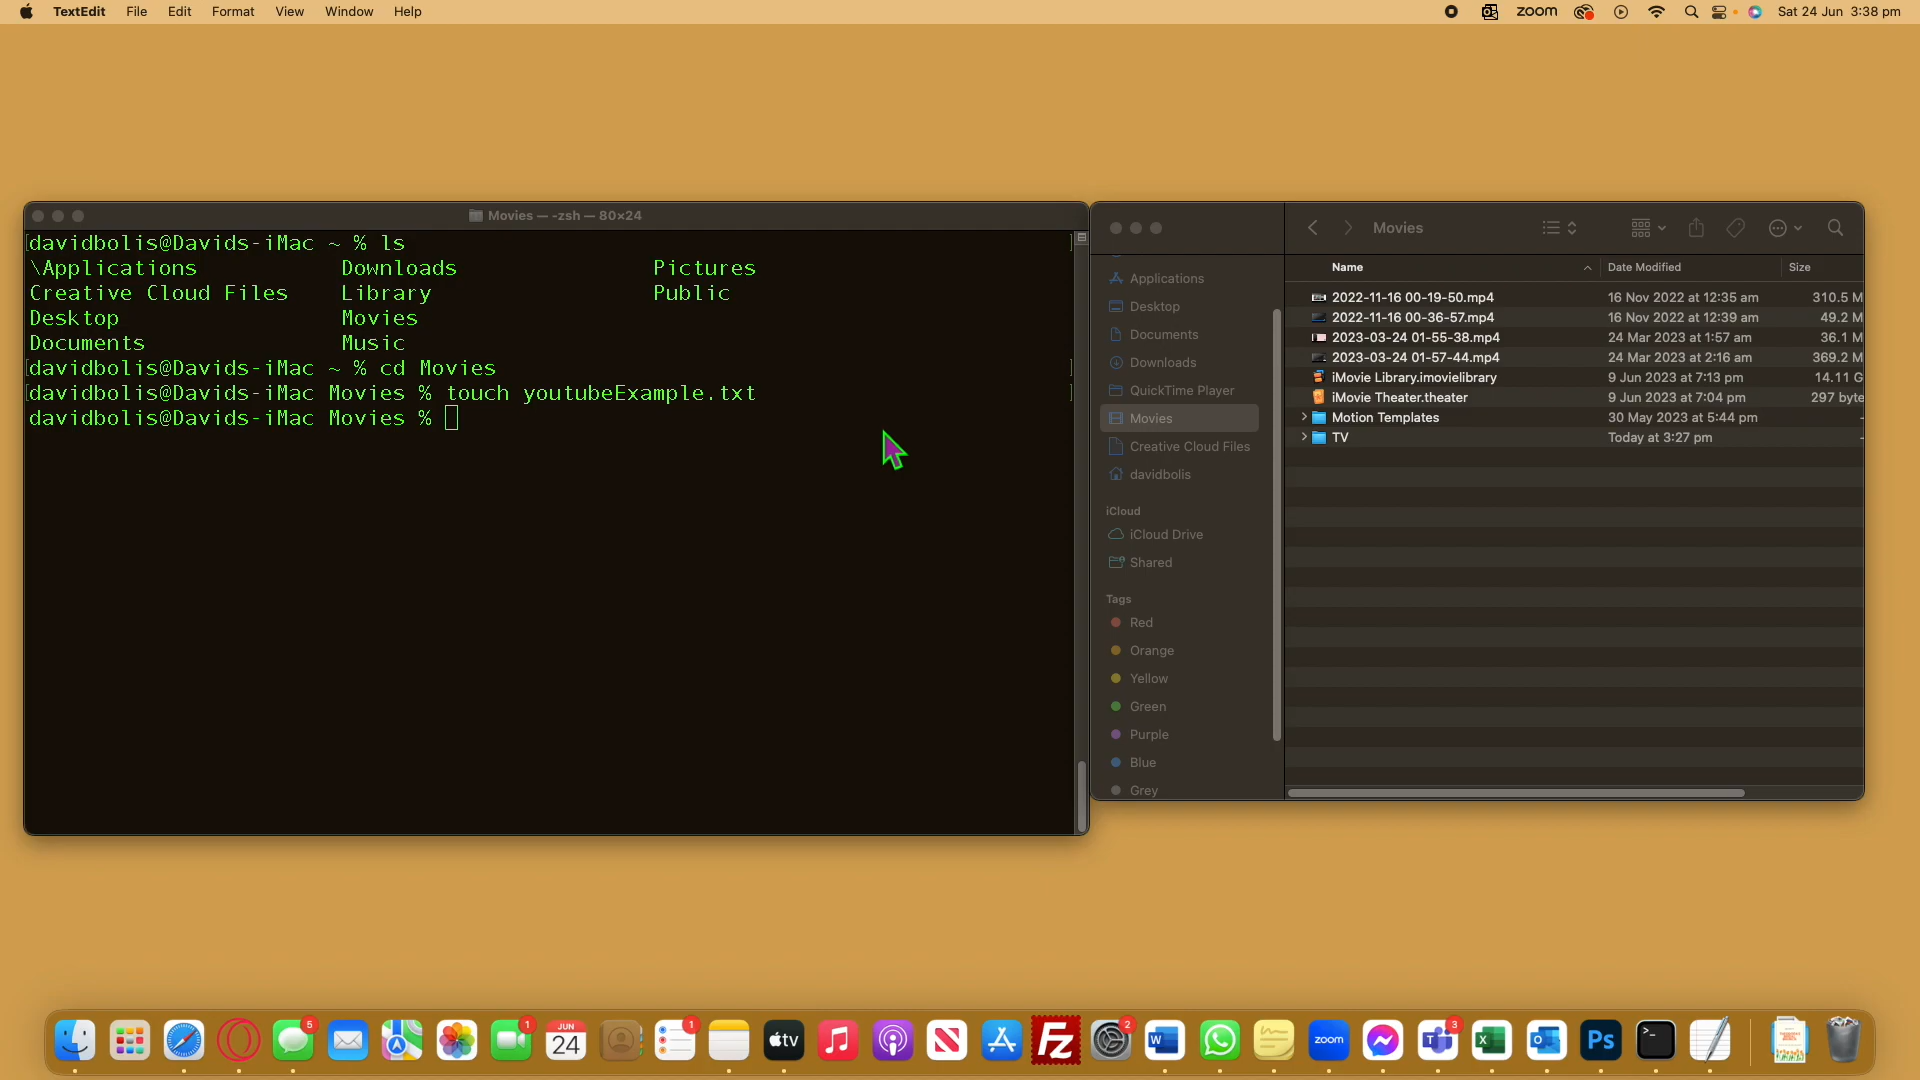 TextEdit File Edit Format View Window Help
zoom Sat 24 Jun 3:38 pm
Movies — -zsh — 80×24
[davidbolis@Davids-iMac ~ % ls ]
\Applications Downloads Pictures
Creative Cloud Files Library Public
Desktop Movies
Documents Music
[davidbolis@Davids-iMac ~ % cd Movies ]
[davidbolis@Davids-iMac Movies % touch youtubeExample.txt ]
davidbolis@Davids-iMac Movies %
Applications
Desktop
Documents
Downloads
QuickTime Player
Movies
Creative Cloud Files
davidbolis
iCloud
iCloud Drive
Shared
Tags
Red
Orange
Yellow
Green
Purple
Blue
Grey
Movies
Name Date Modified Size
2022-11-16 00-19-50.mp4 16 Nov 2022 at 12:35 am 310.5 M
2022-11-16 00-36-57.mp4 16 Nov 2022 at 12:39 am 49.2 M
2023-03-24 01-55-38.mp4 24 Mar 2023 at 1:57 am 36.1 M
2023-03-24 01-57-44.mp4 24 Mar 2023 at 2:16 am 369.2 M
iMovie Library.imovielibrary 9 Jun 2023 at 7:13 pm 14.11 G
iMovie Theater.theater 9 Jun 2023 at 7:04 pm 297 byte
Motion Templates 30 May 2023 at 5:44 pm -
TV Today at 3:27 pm -
5 1 JUN 24 1 tv Fz 2 W zoom 3 T X O Ps >_